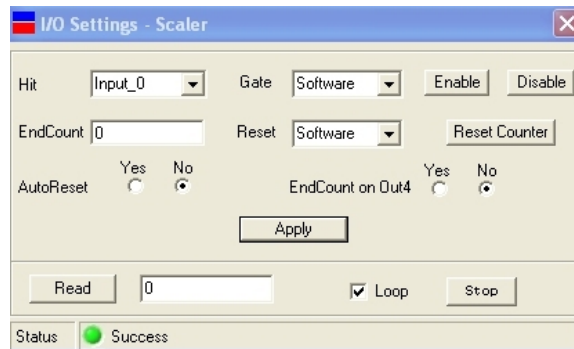 I/O Settings - Scaler
Hit Input_0 Gate Software Enable Disable
EndCount 0 Reset Software Reset Counter
AutoReset Yes No EndCount on Out4 Yes No
Apply
Read 0 Loop Stop
Status Success